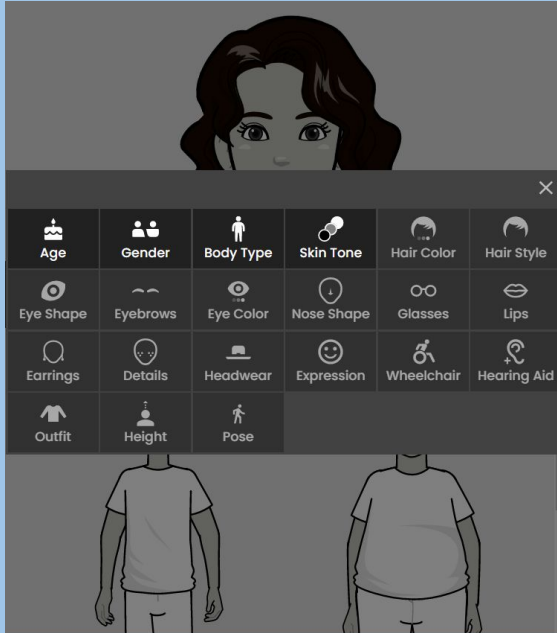 Age Gender Body Type Skin Tone Hair Color Hair Style
Eye Shape Eyebrows Eye Color Nose Shape Glasses Lips
Earrings Details Headwear Expression Wheelchair Hearing Aid
Outfit Height Pose